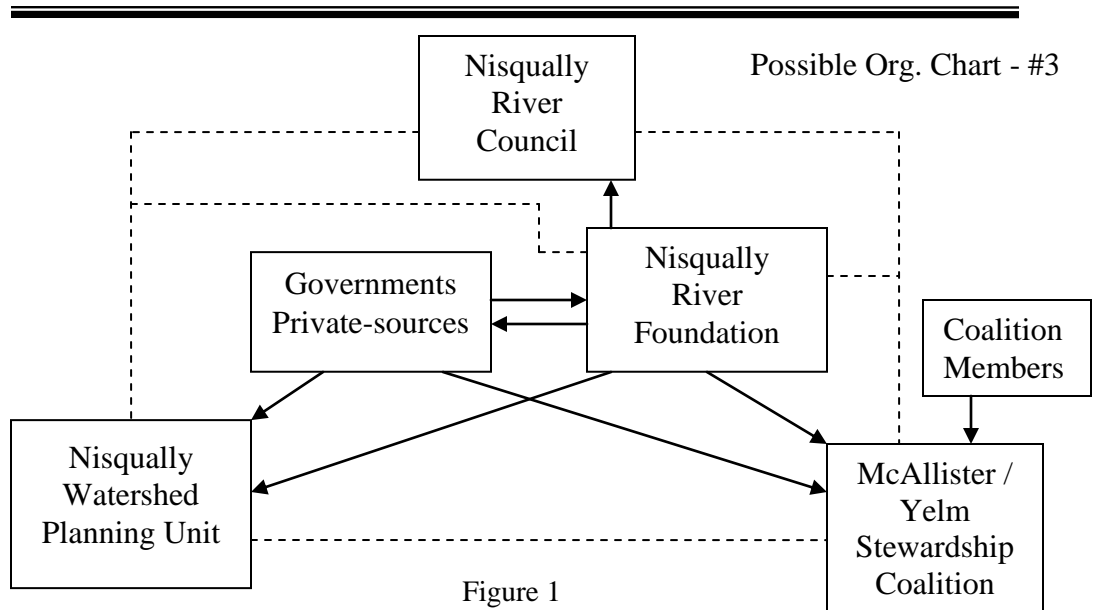 Possible Org. Chart - #3
Nisqually
River
Council
Governments
Private-sources
Nisqually
River
Foundation
Coalition
Members
Nisqually
Watershed
Planning Unit
McAllister /
Yelm
Stewardship
Coalition
Figure 1